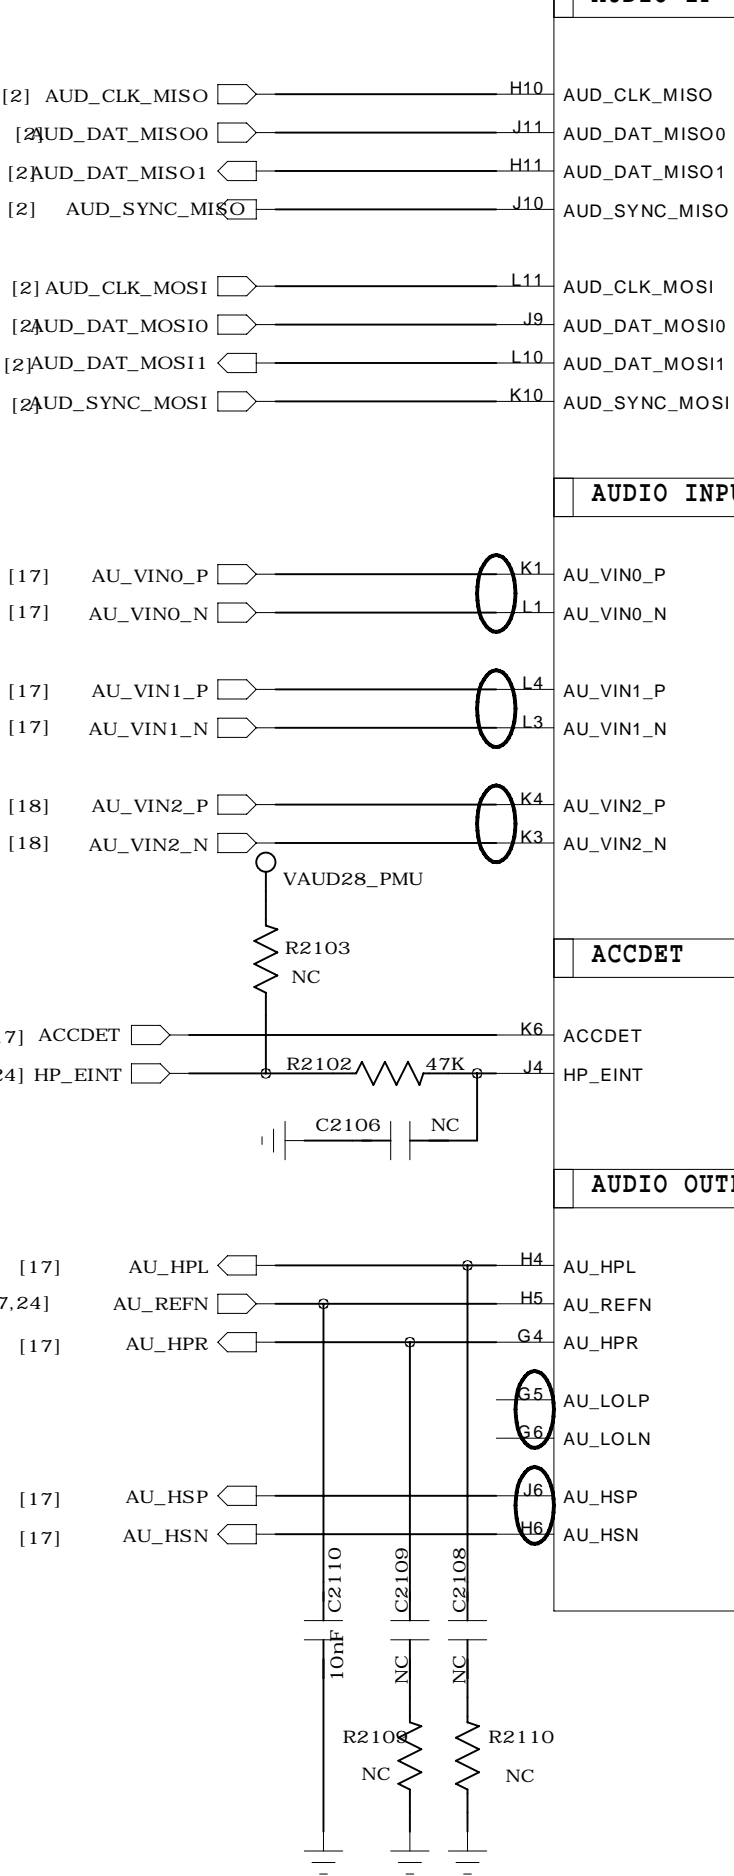 [2] AUD_CLK_MISO H10 AUD_CLK_MISO
[2] AUD_DAT_MISO0 J11 AUD_DAT_MISO0
[2] AUD_DAT_MISO1 H11 AUD_DAT_MISO1
[2] AUD_SYNC_MISO J10 AUD_SYNC_MISO
[2] AUD_CLK_MOSI L11 AUD_CLK_MOSI
[2] AUD_DAT_MOSI0 J9 AUD_DAT_MOSI0
[2] AUD_DAT_MOSI1 L10 AUD_DAT_MOSI1
[2] AUD_SYNC_MOSI K10 AUD_SYNC_MOSI
AUDIO INPU
[17] AU_VIN0_P K1 AU_VIN0_P
[17] AU_VIN0_N L1 AU_VIN0_N
[17] AU_VIN1_P L4 AU_VIN1_P
[17] AU_VIN1_N L3 AU_VIN1_N
[18] AU_VIN2_P K4 AU_VIN2_P
[18] AU_VIN2_N K3 AU_VIN2_N
VAUD28_PMU
R2103
NC
ACCDET
7] ACCDET K6 ACCDET
24] HP_EINT R2102 47K J4 HP_EINT
C2106 NC
AUDIO OUT
[17] AU_HPL H4 AU_HPL
7,24] AU_REFN H5 AU_REFN
[17] AU_HPR G4 AU_HPR
G5 AU_LOLP
G6 AU_LOLN
[17] AU_HSP J6 AU_HSP
[17] AU_HSN H6 AU_HSN
C2110 C2109 C2108
10nF NC NC
R2109 R2110
NC NC